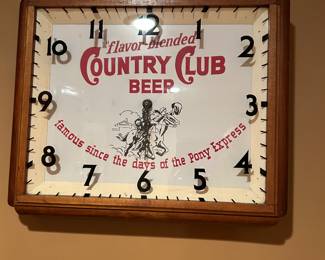 11 12 1
"flavor-blended"
10 2
COUNTRY CLUB
BEER
9 3
famous since the days of the Pony Express
8 4
7 6 5